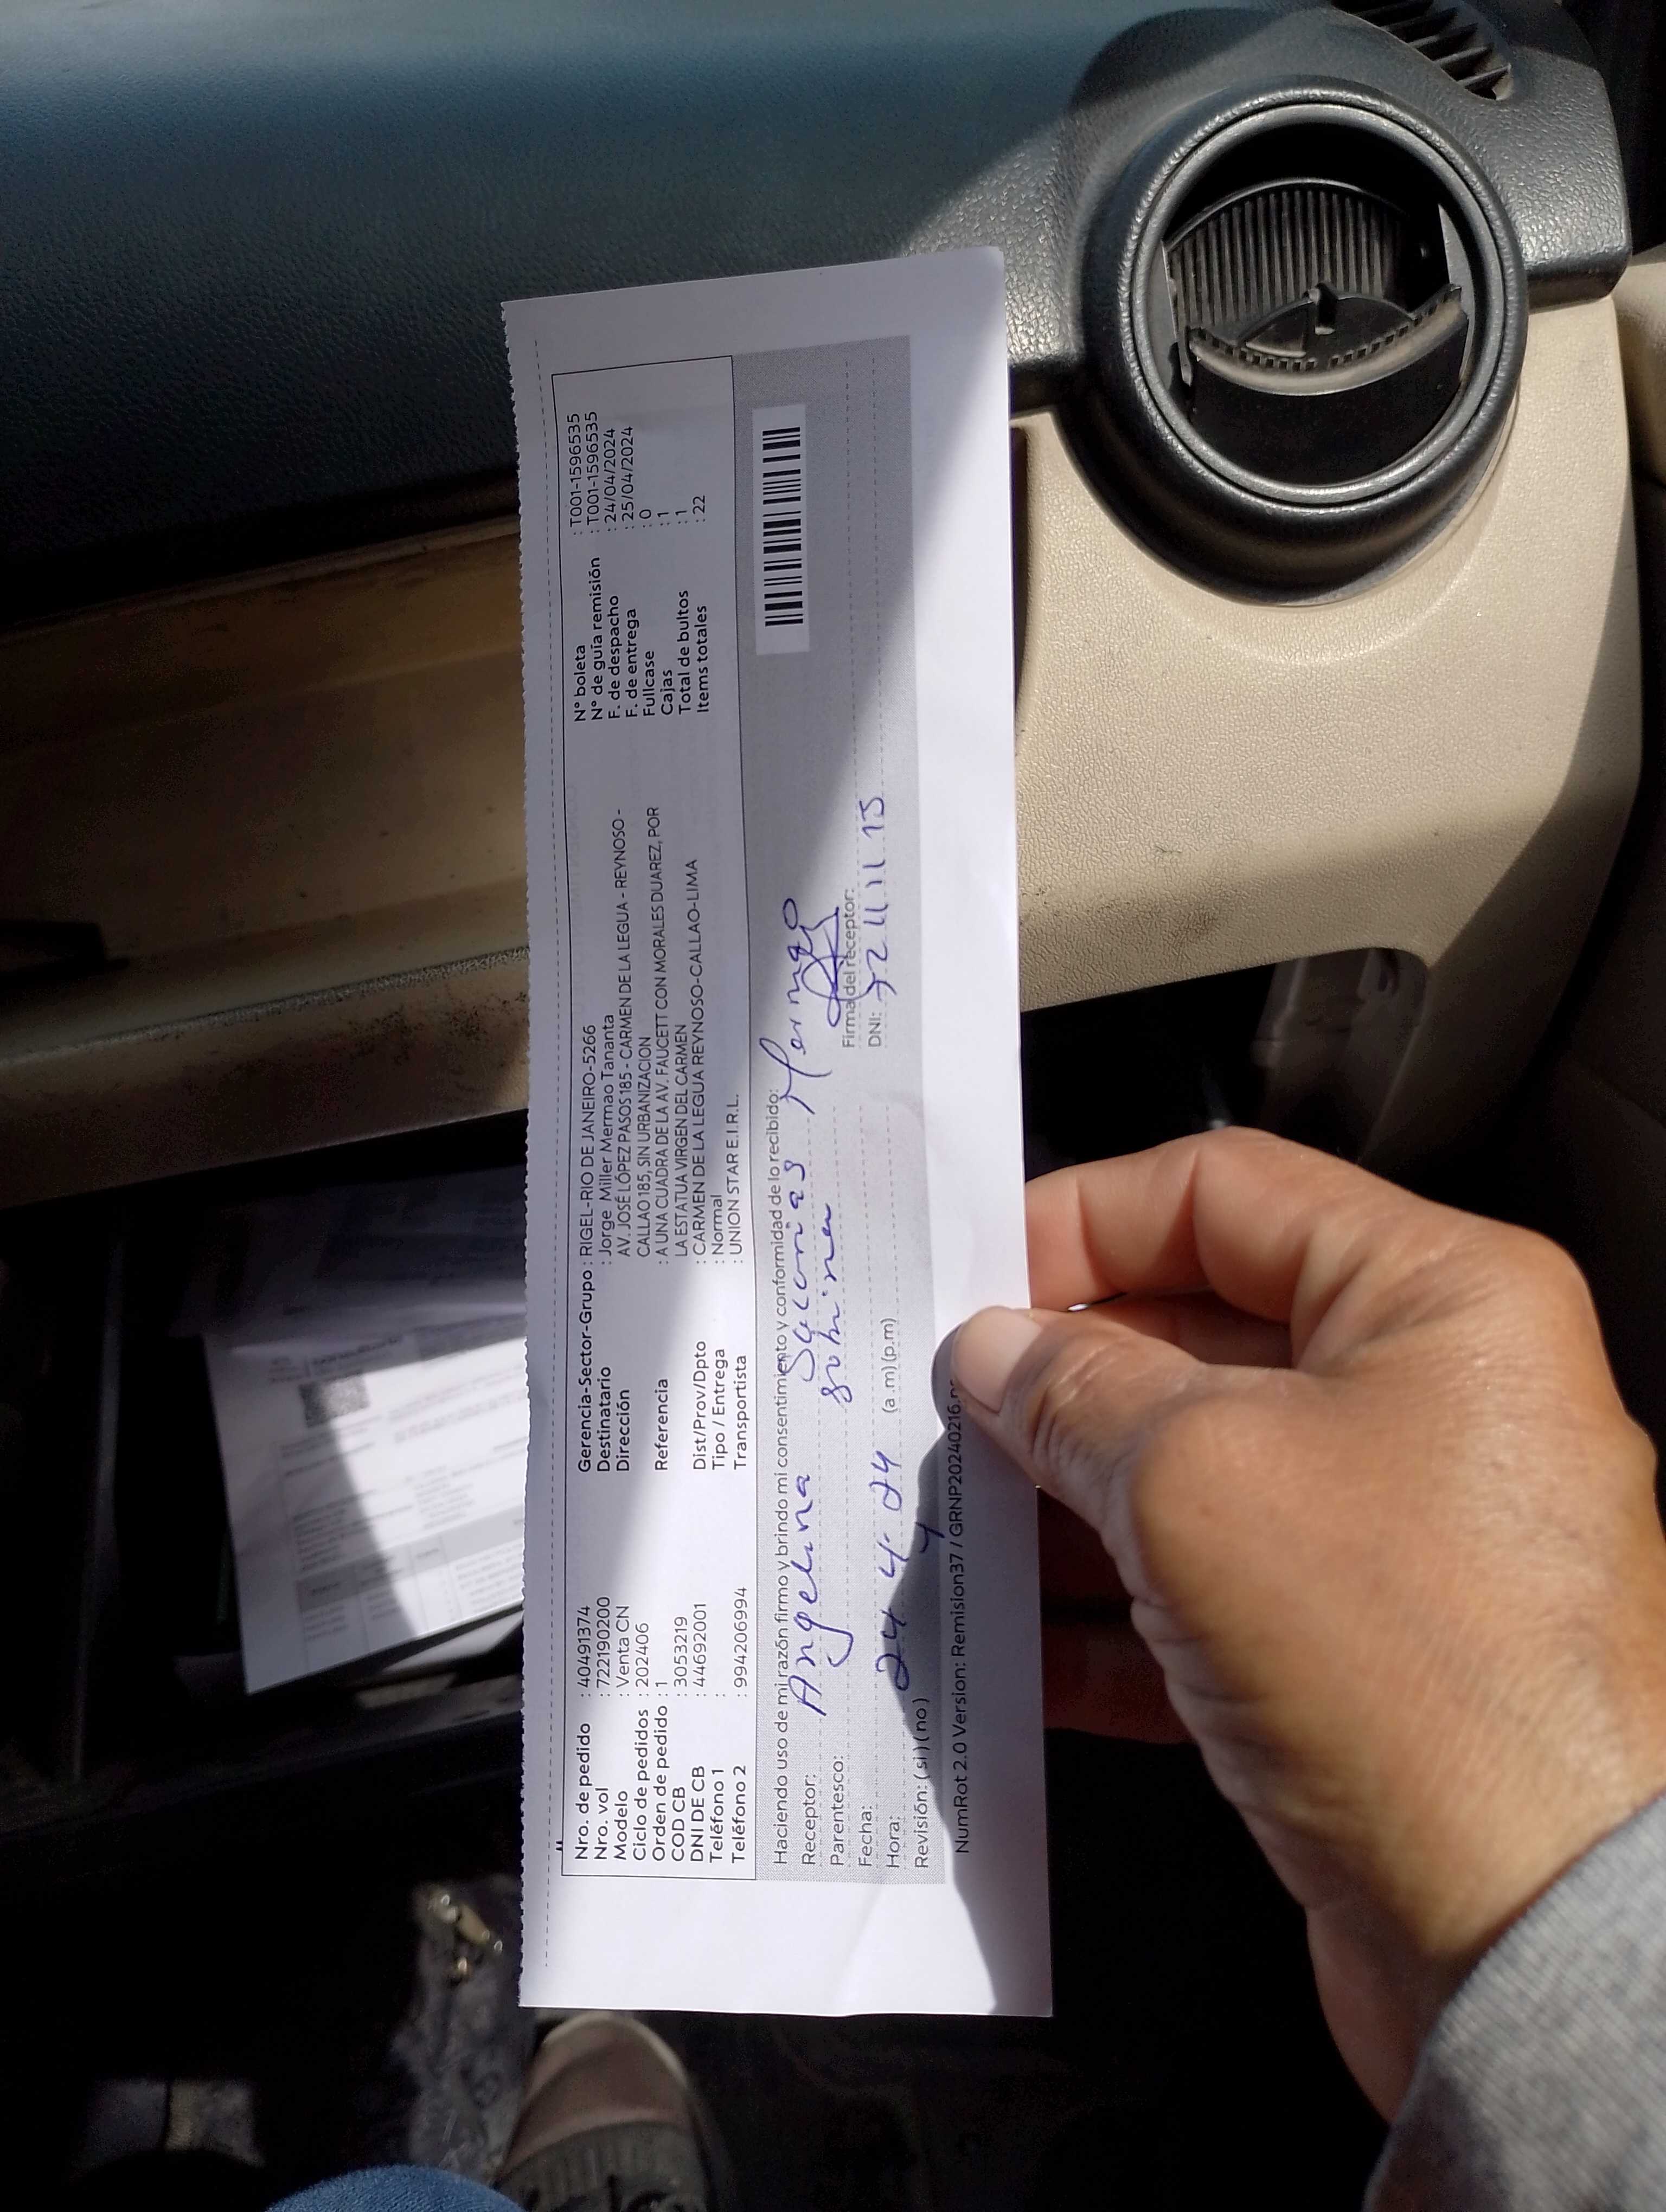 Nro. de pedido : 40491374
Nro. vol : 722190200
Modelo : Venta CN
Ciclo de pedidos : 202406
Orden de pedido : 1
COD CB : 3053219
DNI DE CB : 44692001
Teléfono 1 :
Teléfono 2 : 994206994
Gerencia-Sector-Grupo : RIGEL-RIO DE JANEIRO-5266
Destinatario : Jorge Miller Mermao Tananta
Dirección AV. JOSÉ LÓPEZ PASOS 185 - CARMEN DE LA LEGUA - REYNOSO -
CALLAO 185, SIN URBANIZACION
Referencia : A UNA CUADRA DE LA AV. FAUCETT CON MORALES DUAREZ, POR
LA ESTATUA VIRGEN DEL CARMEN
Dist/Prov/Dpto : CARMEN DE LA LEGUA REYNOSO-CALLAO-LIMA
Tipo / Entrega : Normal
Transportista : UNION STAR E.I.R.L.
N° boleta : T001-1596535
N° de guía remisión : T001-1596535
F. de despacho : 24/04/2024
F. de entrega : 25/04/2024
Fullcase : 0
Cajas : 1
Total de bultos : 1
Items totales : 22
Haciendo uso de mi razón firmo y brindo mi consentimiento y conformidad de lo recibido:
Receptor: Angelina
Parentesco: sobrina
Firma del receptor:
Fecha: 24 4 24
DNI:
Hora: (a.m) (p.m)
Revisión: (si) (no)
NumRot 2.0 Version: Remision37 / GRNP20240216